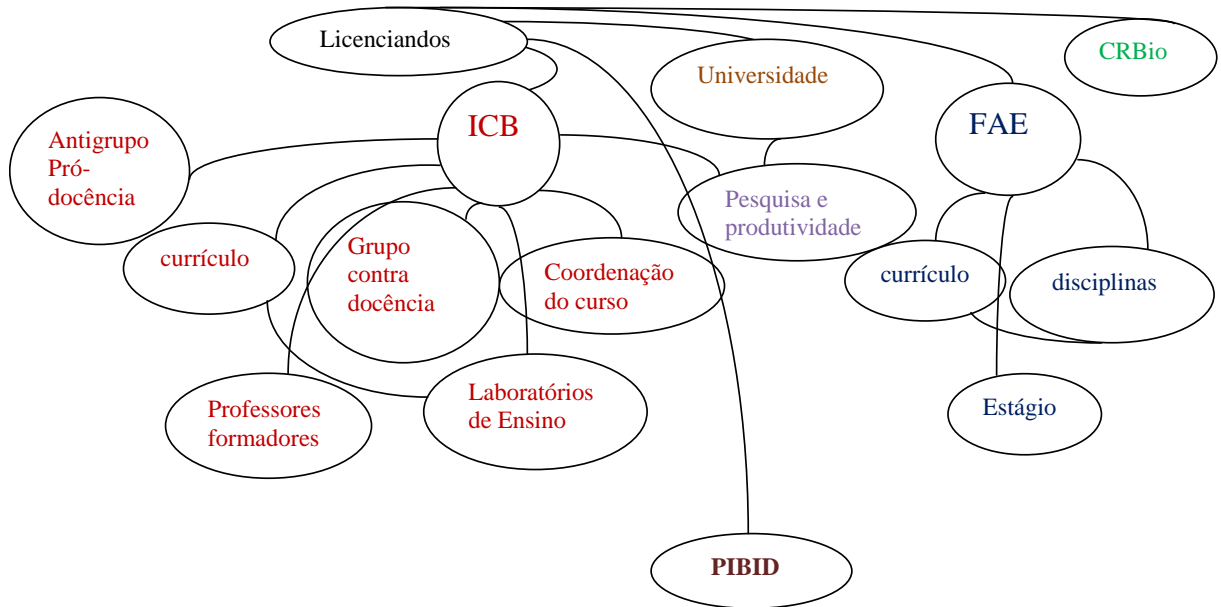 Licenciandos
CRBio
Universidade
ICB
FAE
Antigrupo
Pró-
docência
Pesquisa e
produtividade
currículo
Grupo
contra
docência
Coordenação
do curso
currículo
disciplinas
Professores
formadores
Laboratórios
de Ensino
Estágio
PIBID